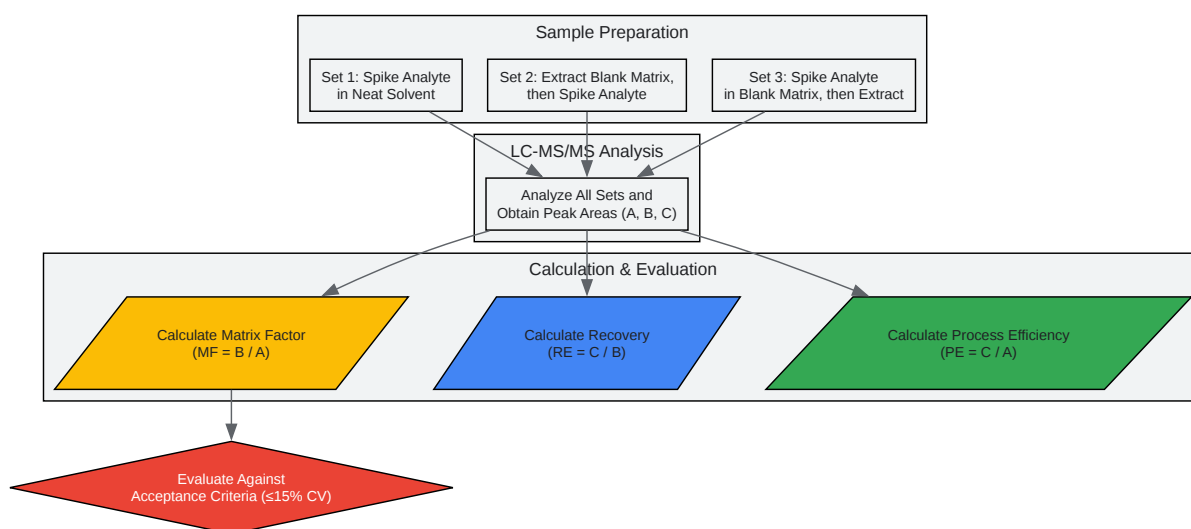 Sample Preparation
Set 1: Spike Analyte
in Neat Solvent
Set 2: Extract Blank Matrix,
then Spike Analyte
Set 3: Spike Analyte
in Blank Matrix, then Extract
LC-MS/MS Analysis
Analyze All Sets and
Obtain Peak Areas (A, B, C)
Calculation & Evaluation
Calculate Matrix Factor
(MF = B / A)
Calculate Recovery
(RE = C / B)
Calculate Process Efficiency
(PE = C / A)
Evaluate Against
Acceptance Criteria (≤15% CV)